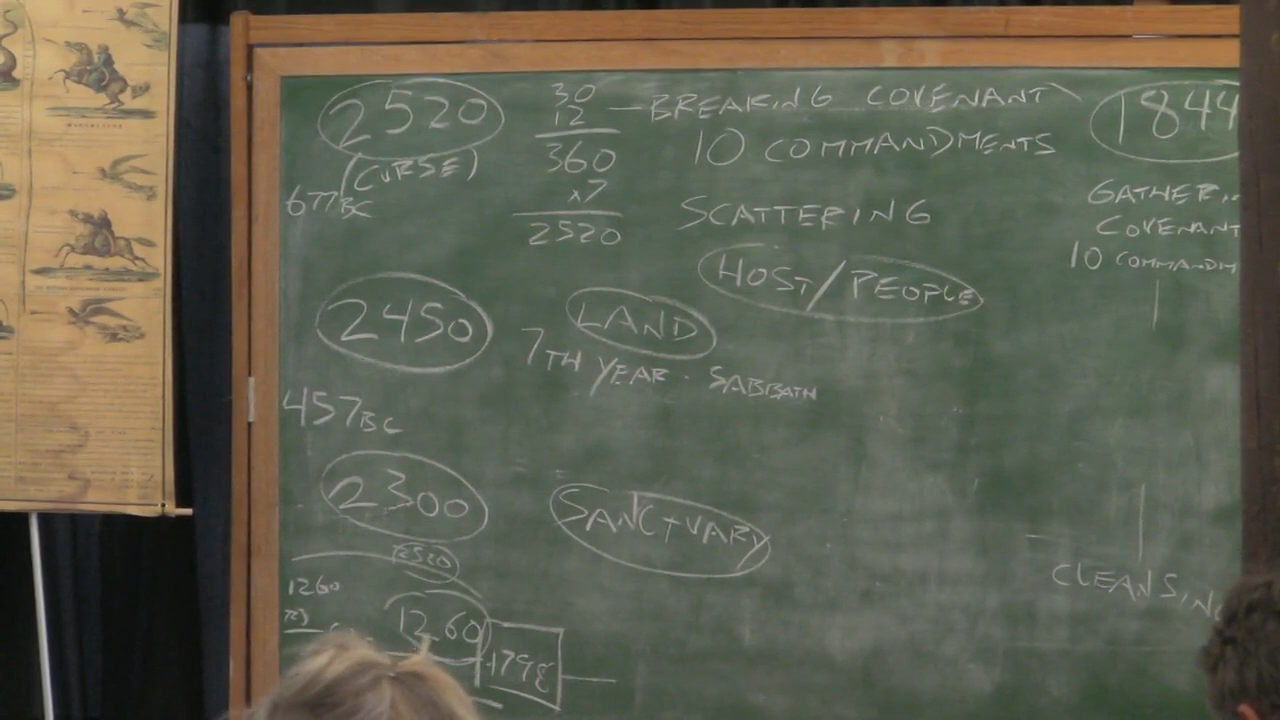 2520
(CURSE)
677BC
30
12
360
x7
2520
BREAKING COVENANT
10 COMMANDMENTS
SCATTERING
HOST/PEOPLE
1844
GATHER
COVENANT
10 COMMANDM
2450
LAND
7TH YEAR · SABBATH
457BC
2300
SANCTUARY
2520
1260
1260
1798
CLEANSING